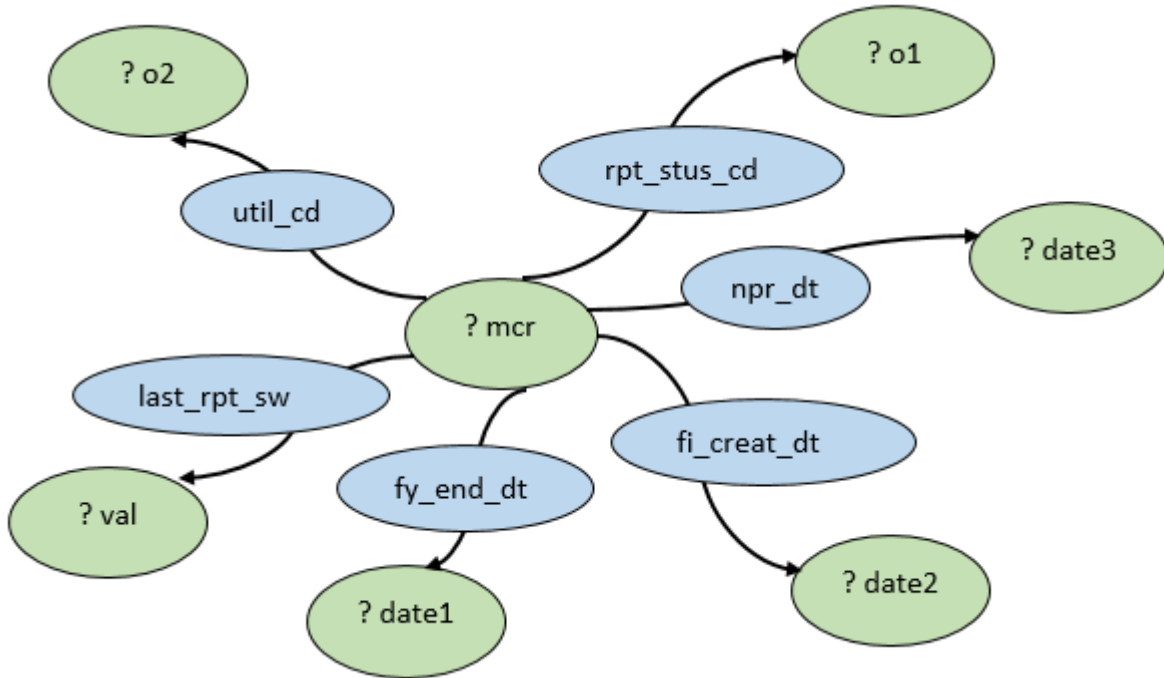 ? o2
? o1
rpt_stus_cd
util_cd
? date3
npr_dt
? mcr
last_rpt_sw
fi_creat_dt
fy_end_dt
? val
? date2
? date1